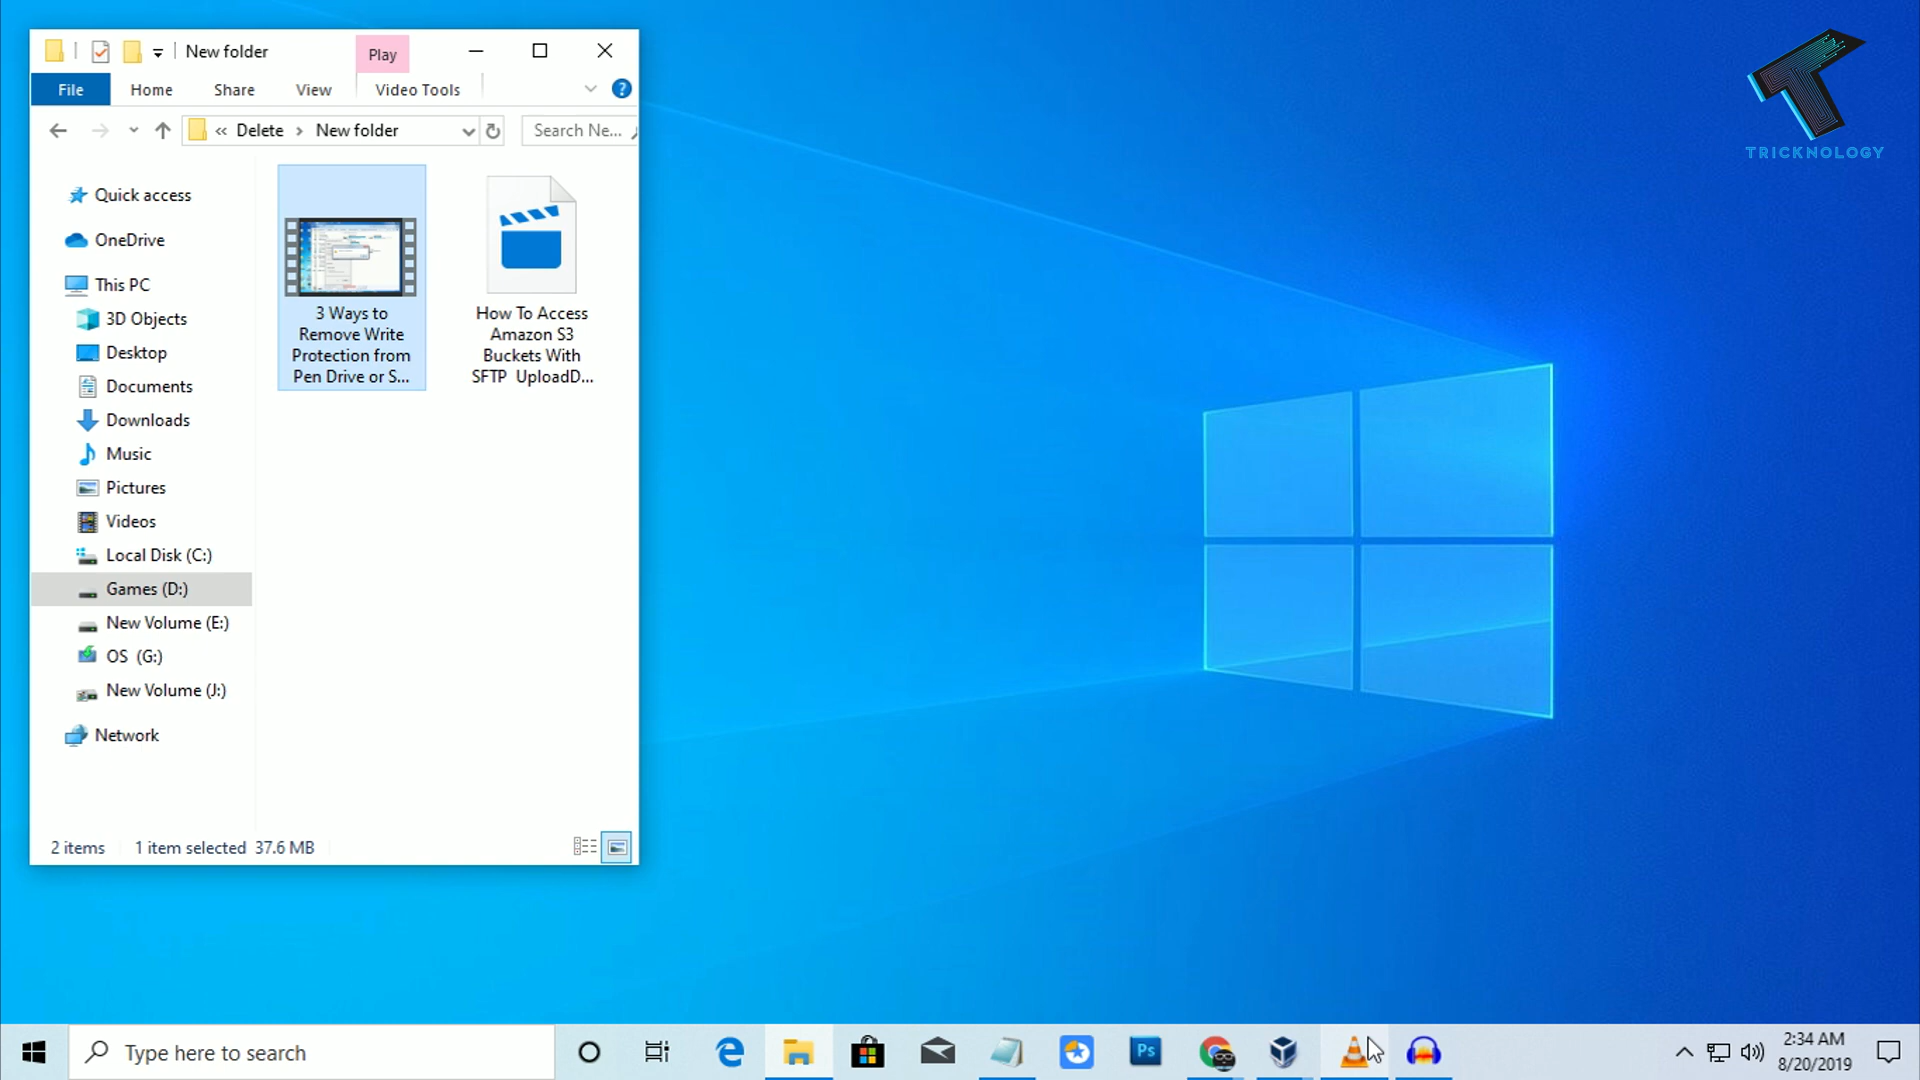 New folder
Play
File
Home
Share
View
Video Tools
?
« Delete > New folder
Search Ne...
Quick access
OneDrive
This PC
3D Objects
Desktop
Documents
Downloads
Music
Pictures
Videos
Local Disk (C:)
Games (D:)
New Volume (E:)
OS (G:)
New Volume (J:)
Network
3 Ways to
Remove Write
Protection from
Pen Drive or S...
How To Access
Amazon S3
Buckets With
SFTP UploadD...
2 items
1 item selected 37.6 MB
TRICKNOLOGY
Type here to search
Ps
2:34 AM
8/20/2019